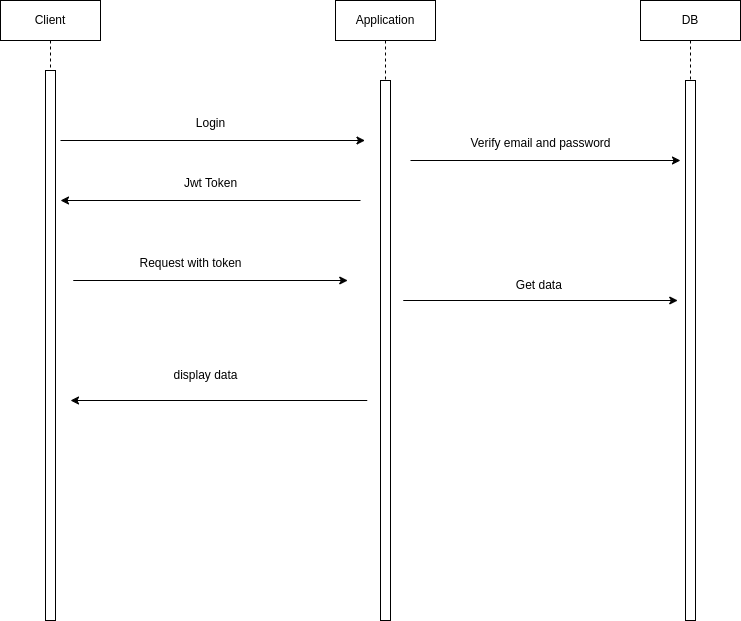 Client
Application
DB
Login
Verify email and password
Jwt Token
Request with token
Get data
display data